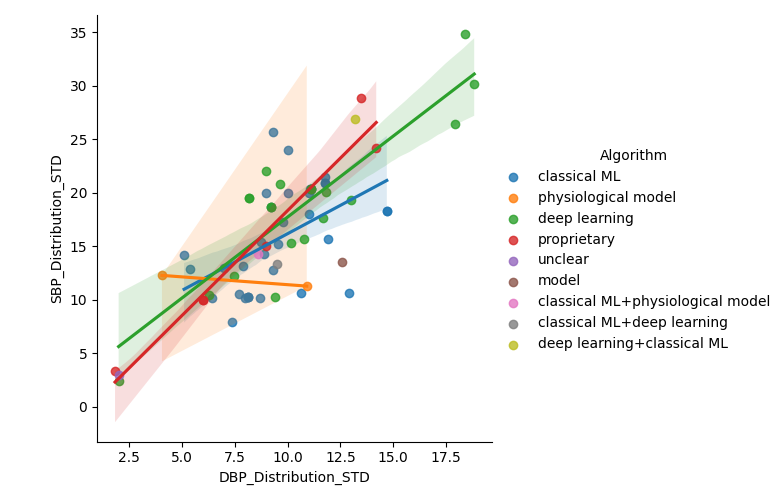 35
30
25
20
15
10
5
0
SBP_Distribution_STD
2.5 5.0 7.5 10.0 12.5 15.0 17.5
DBP_Distribution_STD
Algorithm
classical ML
physiological model
deep learning
proprietary
unclear
model
classical ML+physiological model
classical ML+deep learning
deep learning+classical ML